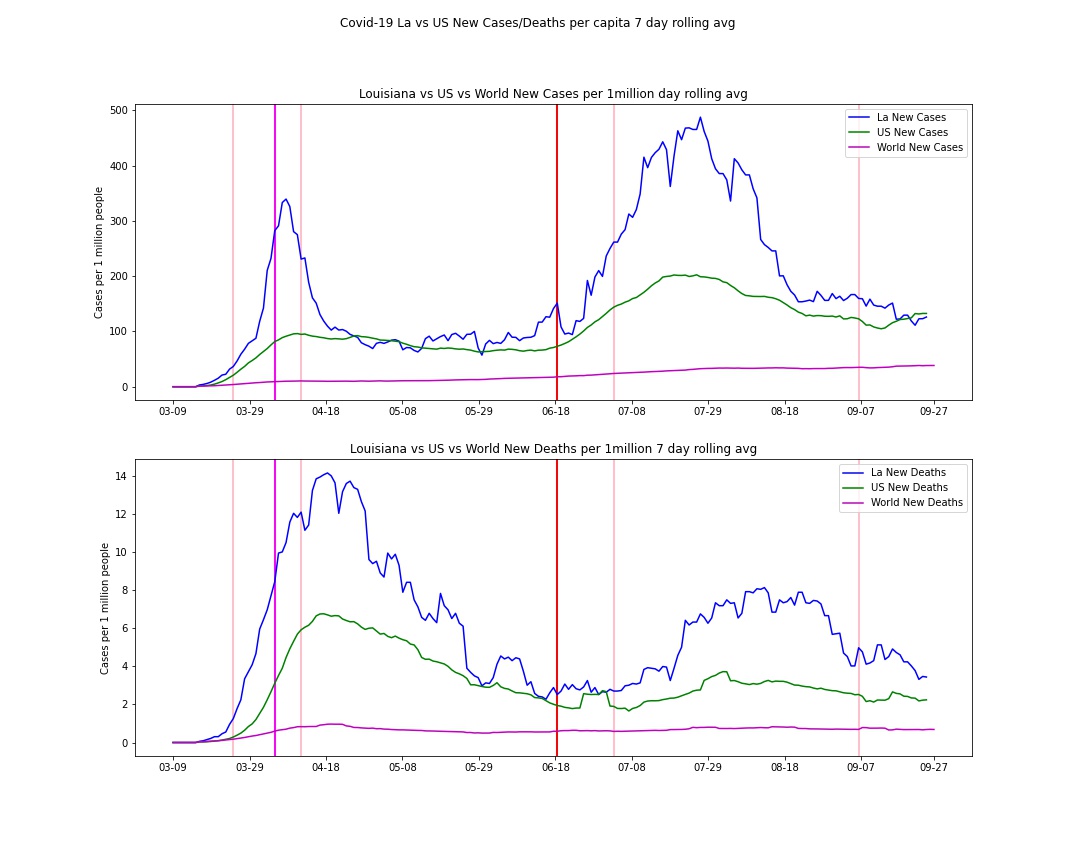 Covid-19 La vs US New Cases/Deaths per capita 7 day rolling avg
Louisiana vs US vs World New Cases per 1million day rolling avg
Cases per 1 million people
500
400
300
200
100
0
La New Cases
US New Cases
World New Cases
03-09 03-29 04-18 05-08 05-29 06-18 07-08 07-29 08-18 09-07 09-27
Louisiana vs US vs World New Deaths per 1million 7 day rolling avg
Cases per 1 million people
14
12
10
8
6
4
2
0
La New Deaths
US New Deaths
World New Deaths
03-09 03-29 04-18 05-08 05-29 06-18 07-08 07-29 08-18 09-07 09-27